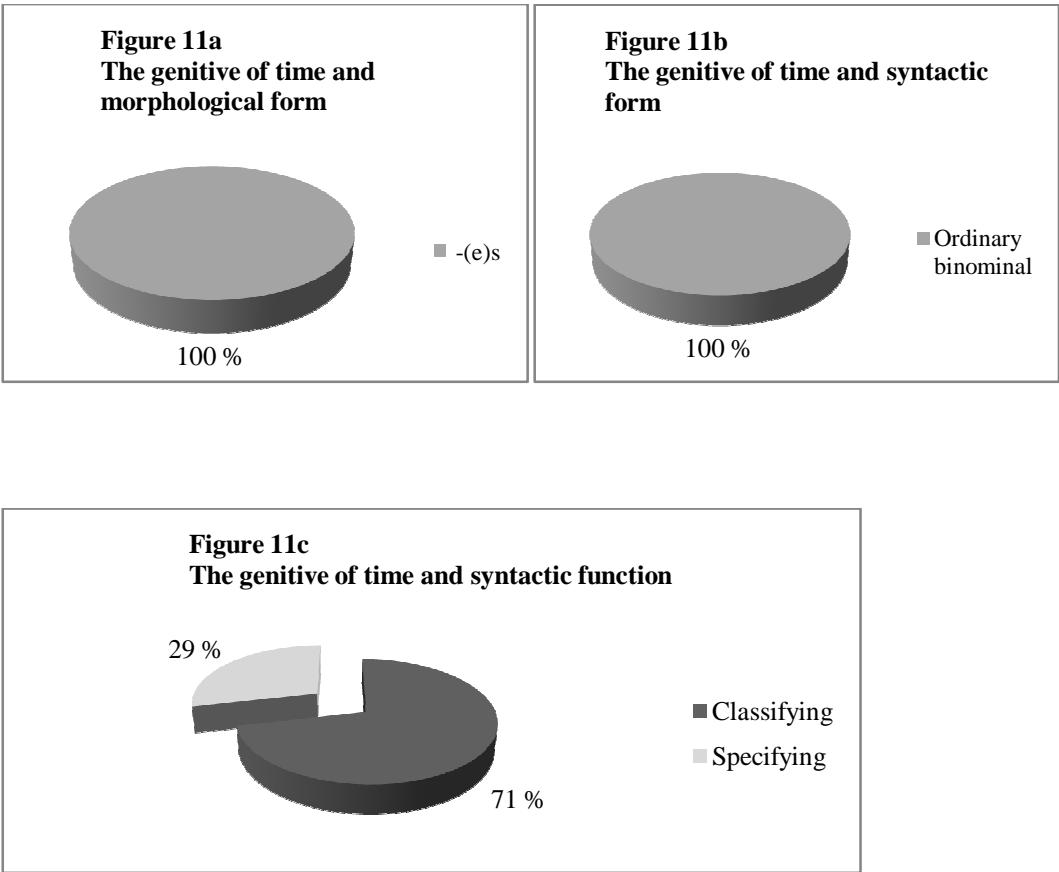 Figure 11a
The genitive of time and
morphological form
-(e)s
100 %
Figure 11b
The genitive of time and syntactic
form
Ordinary
binominal
100 %
Figure 11c
The genitive of time and syntactic function
29 %
Classifying
Specifying
71 %